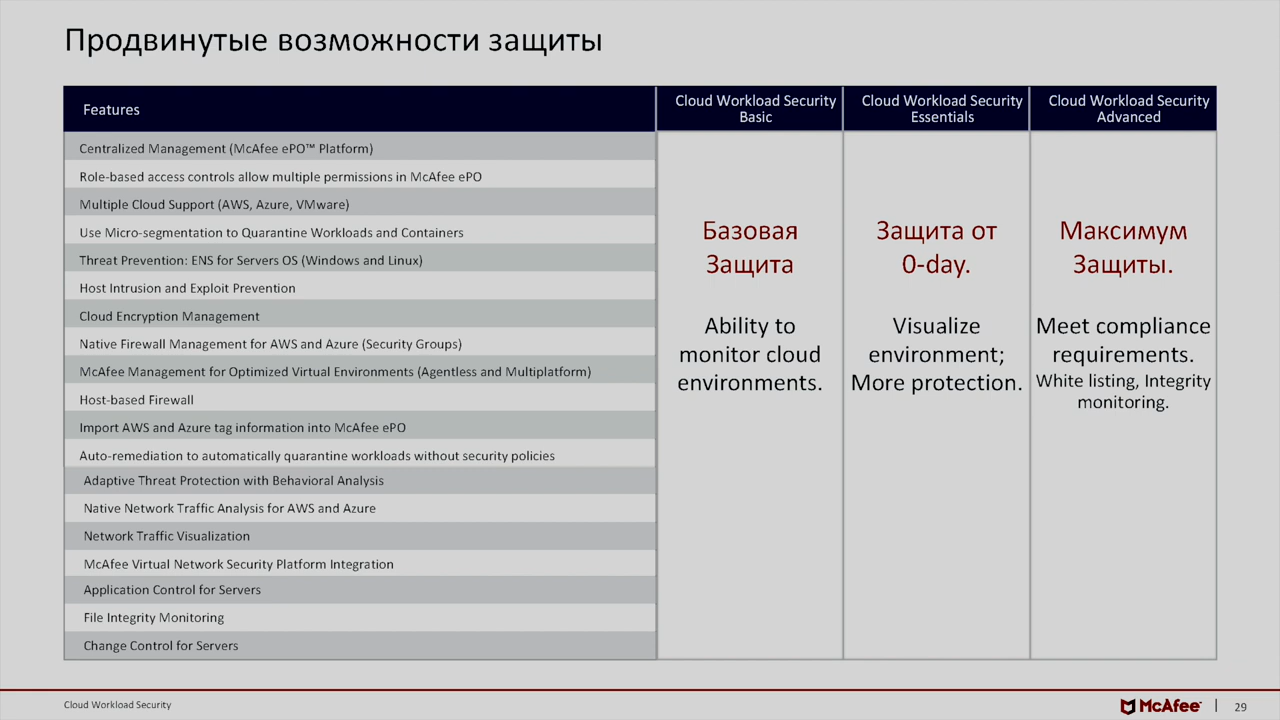 Продвинутые возможности защиты
Features
Cloud Workload Security
Basic
Cloud Workload Security
Essentials
Cloud Workload Security
Advanced
Centralized Management (McAfee ePO™ Platform)
Role-based access controls allow multiple permissions in McAfee ePO
Multiple Cloud Support (AWS, Azure, VMware)
Use Micro-segmentation to Quarantine Workloads and Containers
Threat Prevention: ENS for Servers OS (Windows and Linux)
Host Intrusion and Exploit Prevention
Cloud Encryption Management
Native Firewall Management for AWS and Azure (Security Groups)
McAfee Management for Optimized Virtual Environments (Agentless and Multiplatform)
Host-based Firewall
Import AWS and Azure tag information into McAfee ePO
Auto-remediation to automatically quarantine workloads without security policies
Adaptive Threat Protection with Behavioral Analysis
Native Network Traffic Analysis for AWS and Azure
Network Traffic Visualization
McAfee Virtual Network Security Platform Integration
Application Control for Servers
File Integrity Monitoring
Change Control for Servers
Базовая
Защита
Ability to
monitor cloud
environments.
Защита от
0-day.
Visualize
environment;
More protection.
Максимум
Защиты.
Meet compliance
requirements.
White listing, Integrity
monitoring.
Cloud Workload Security
McAfee™ | 29